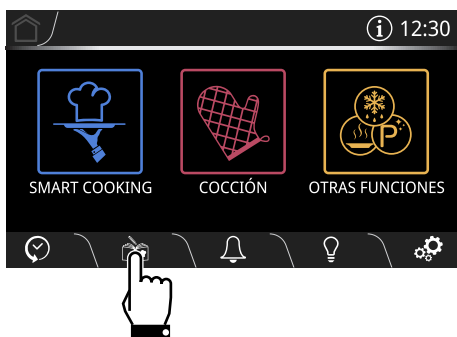 12:30
SMART COOKING
COCCIÓN
OTRAS FUNCIONES
P